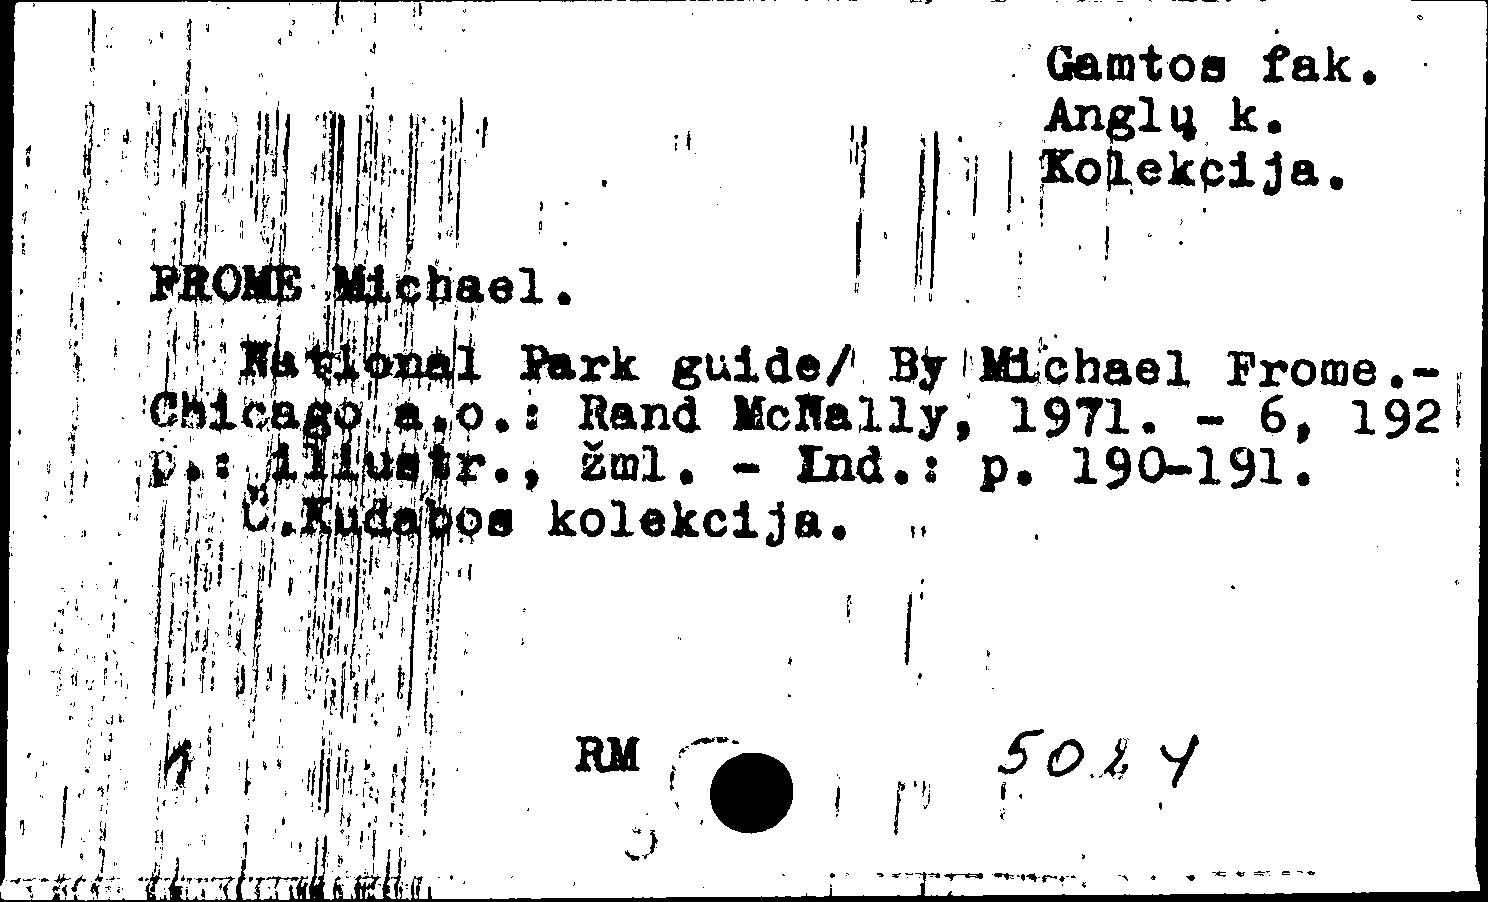 Gamtos fak.
Anglų k.
Kolekcija.
FROME Michael.
National Park guide/ By Michael Frome.-
Chicago a.o.: Rand McNally, 1971. - 6, 192
p.: illustr., žml. - Ind.: p. 190-191.
Č.Kudabos kolekcija.
RM 5024